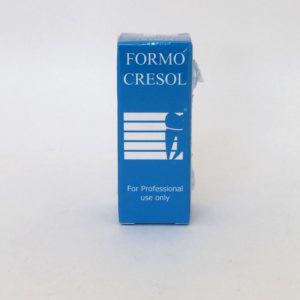 FORMO
CRESOL
®
For Professional
use only